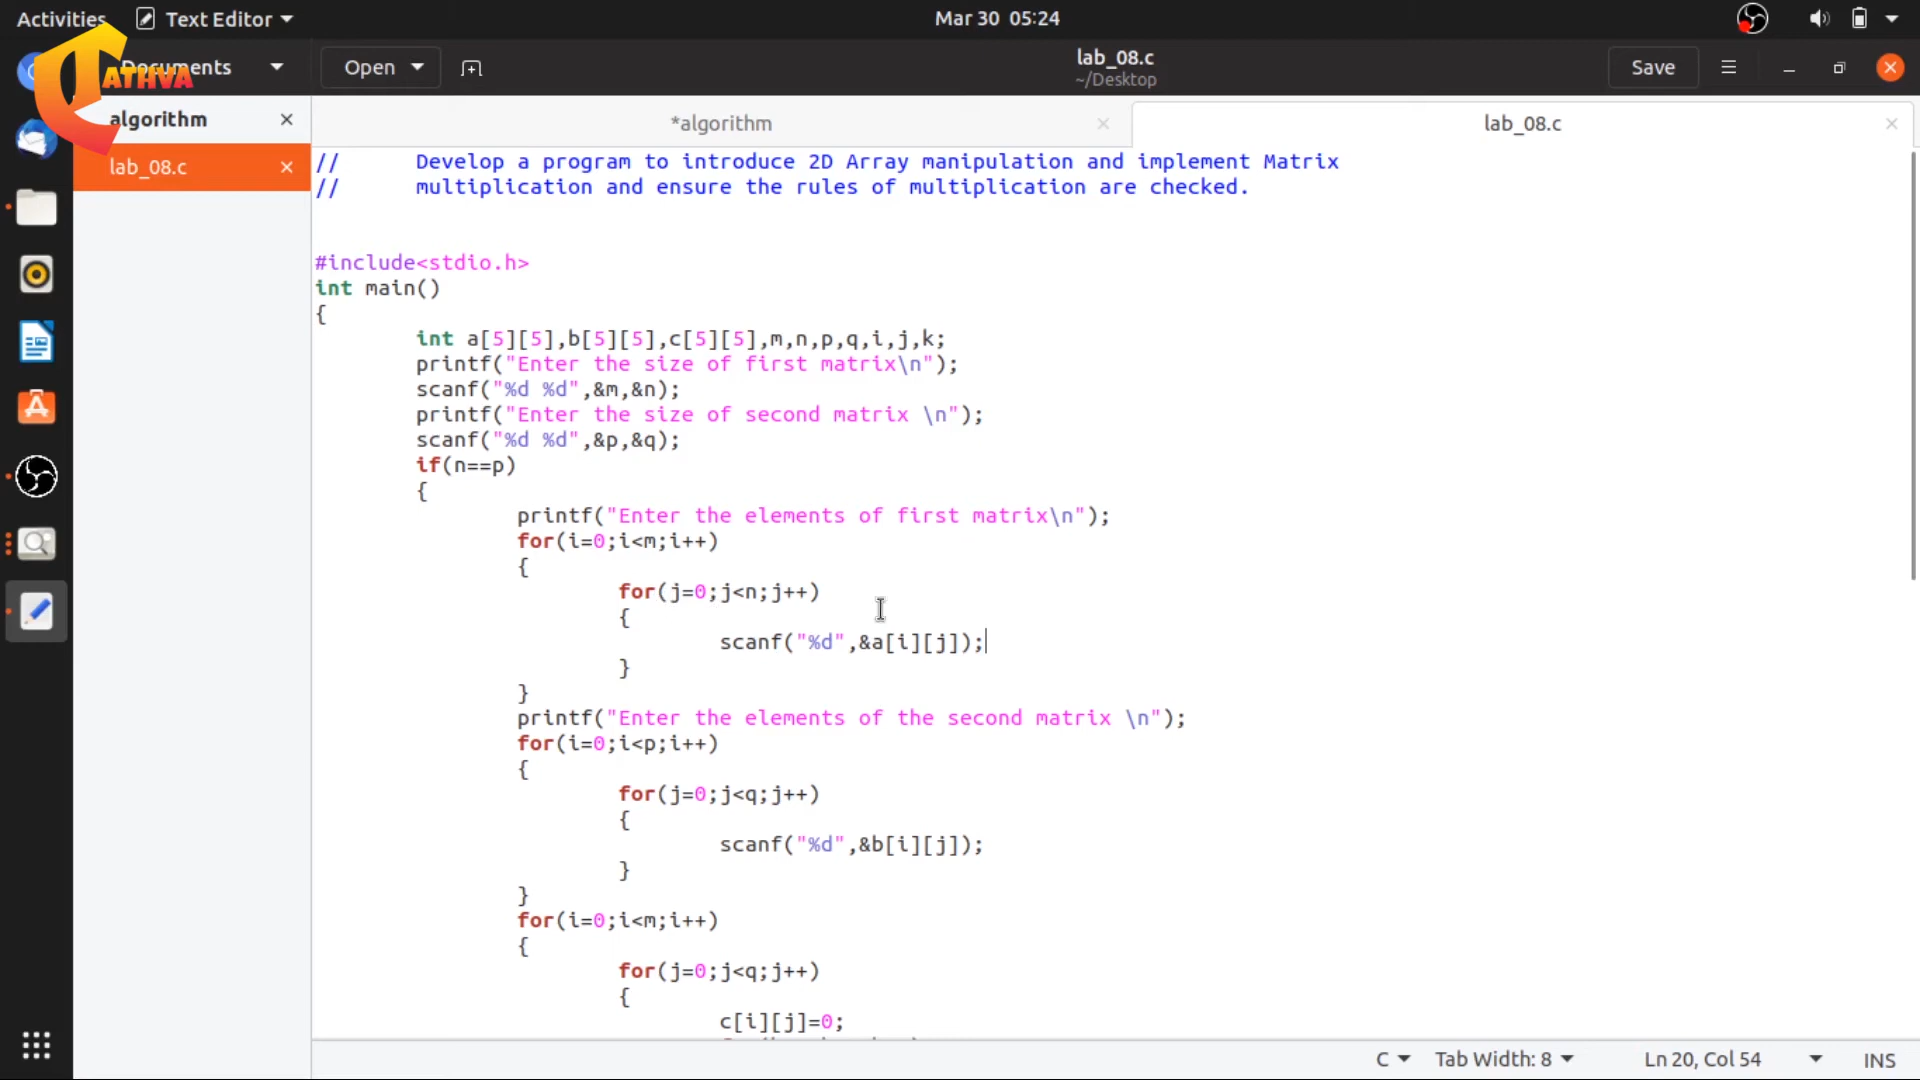 Activities Text Editor Mar 30 05:24
Documents Open lab_08.c Save
~/Desktop
TATHVA
algorithm *algorithm lab_08.c
lab_08.c
// Develop a program to introduce 2D Array manipulation and implement Matrix
// multiplication and ensure the rules of multiplication are checked.
#include<stdio.h>
int main()
{
int a[5][5],b[5][5],c[5][5],m,n,p,q,i,j,k;
printf("Enter the size of first matrix\n");
scanf("%d %d",&m,&n);
printf("Enter the size of second matrix \n");
scanf("%d %d",&p,&q);
if(n==p)
{
printf("Enter the elements of first matrix\n");
for(i=0;i<m;i++)
{
for(j=0;j<n;j++)
{
scanf("%d",&a[i][j]);
}
}
printf("Enter the elements of the second matrix \n");
for(i=0;i<p;i++)
{
for(j=0;j<q;j++)
{
scanf("%d",&b[i][j]);
}
}
for(i=0;i<m;i++)
{
for(j=0;j<q;j++)
{
c[i][j]=0;
C Tab Width: 8 Ln 20, Col 54 INS